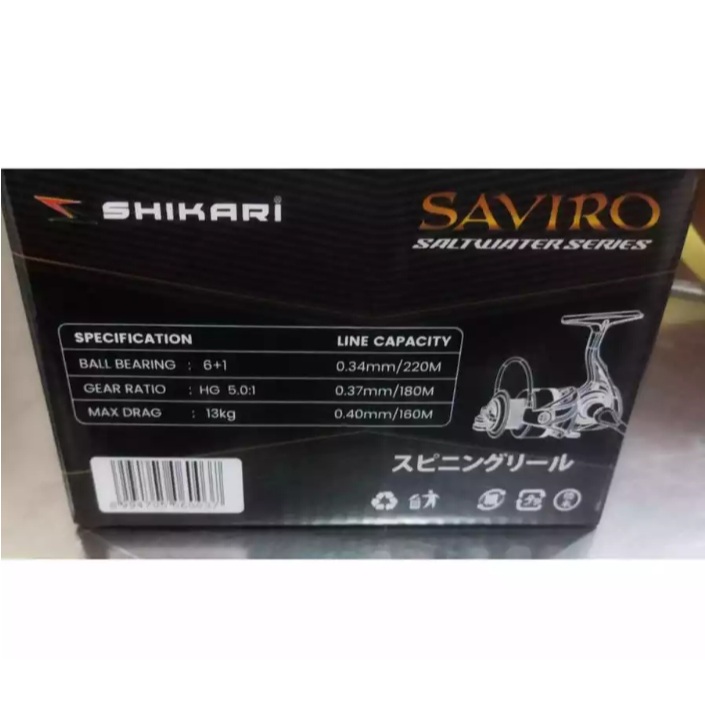 SHIKARI
SAVIRO
SALTWATER SERIES
SPECIFICATION LINE CAPACITY
BALL BEARING : 6+1 0.34mm/220M
GEAR RATIO : HG 5.0:1 0.37mm/180M
MAX DRAG : 13kg 0.40mm/160M
スピニングリール